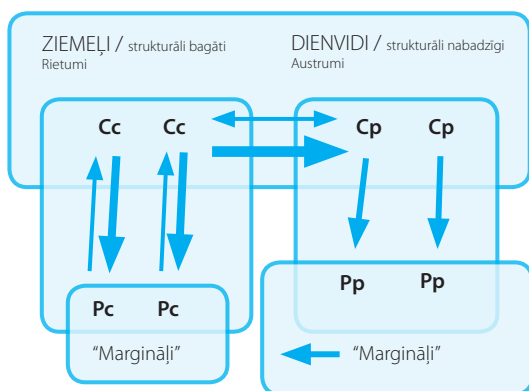 ZIEMEĻI / strukturāli bagāti
Rietumi
DIENVIDI / strukturāli nabadzīgi
Austrumi
Cc Cc Cp Cp
Pp Pp
Pc Pc
“Margināļi” “Margināļi”